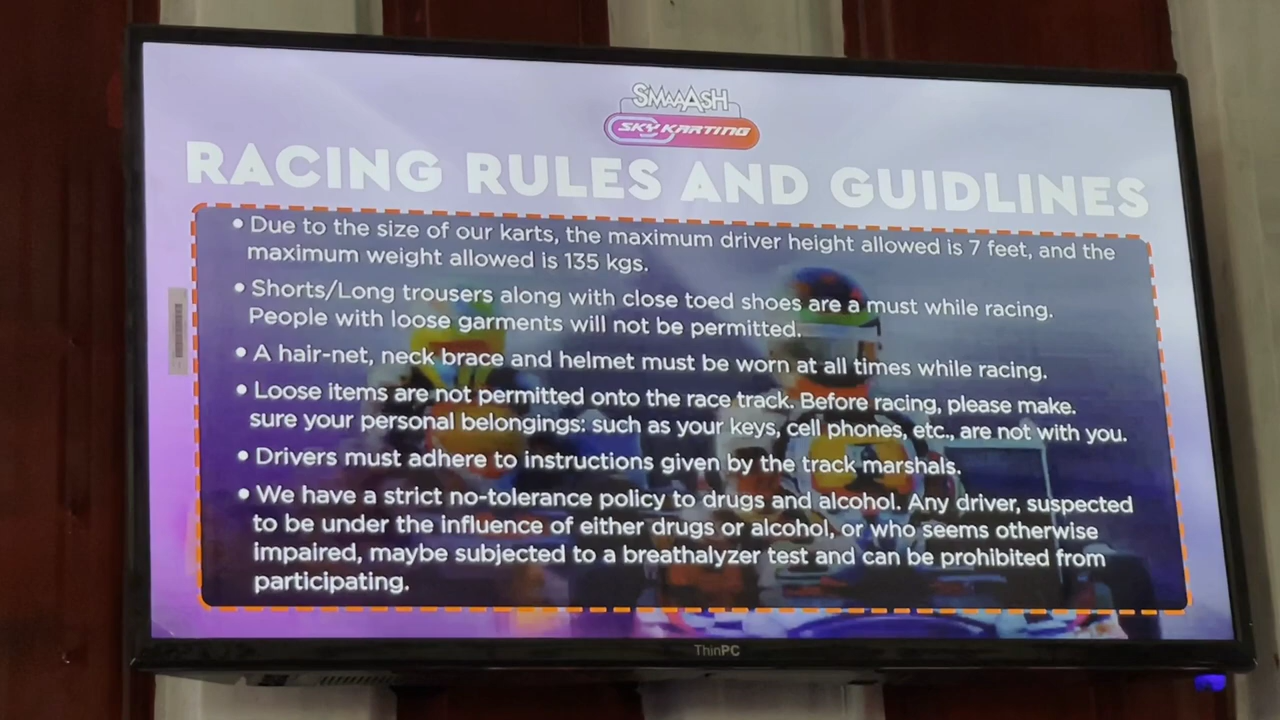 SMAAASH
SKY KARTING
RACING RULES AND GUIDLINES
• Due to the size of our karts, the maximum driver height allowed is 7 feet, and the
maximum weight allowed is 135 kgs.
• Shorts/Long trousers along with close toed shoes are a must while racing.
People with loose garments will not be permitted.
• A hair-net, neck brace and helmet must be worn at all times while racing.
• Loose items are not permitted onto the race track. Before racing, please make.
sure your personal belongings: such as your keys, cell phones, etc., are not with you.
• Drivers must adhere to instructions given by the track marshals.
• We have a strict no-tolerance policy to drugs and alcohol. Any driver, suspected
to be under the influence of either drugs or alcohol, or who seems otherwise
impaired, maybe subjected to a breathalyzer test and can be prohibited from
participating.
ThinPC